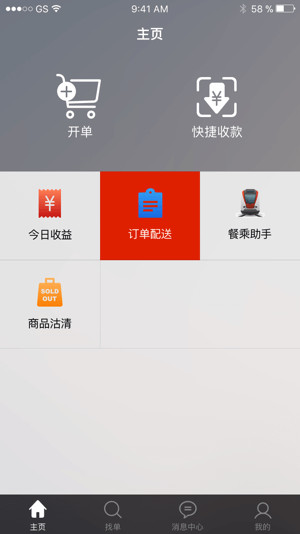 GS 9:41 AM 58 %
主页
开单 快捷收款
¥ ¥
今日收益 订单配送 餐乘助手
SOLD OUT
商品沽清
主页 找单 消息中心 我的